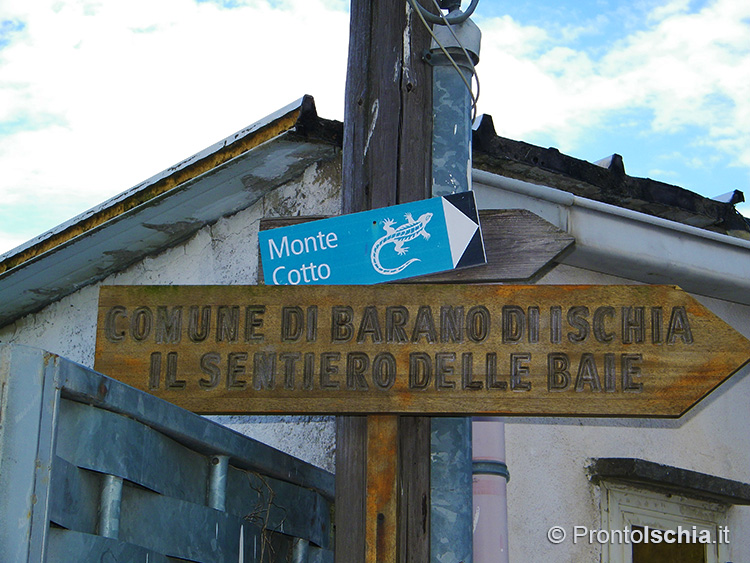 Monte
Cotto
COMUNE DI BARANO DI ISCHIA
IL SENTIERO DELLE BAIE
© ProntoIschia.it